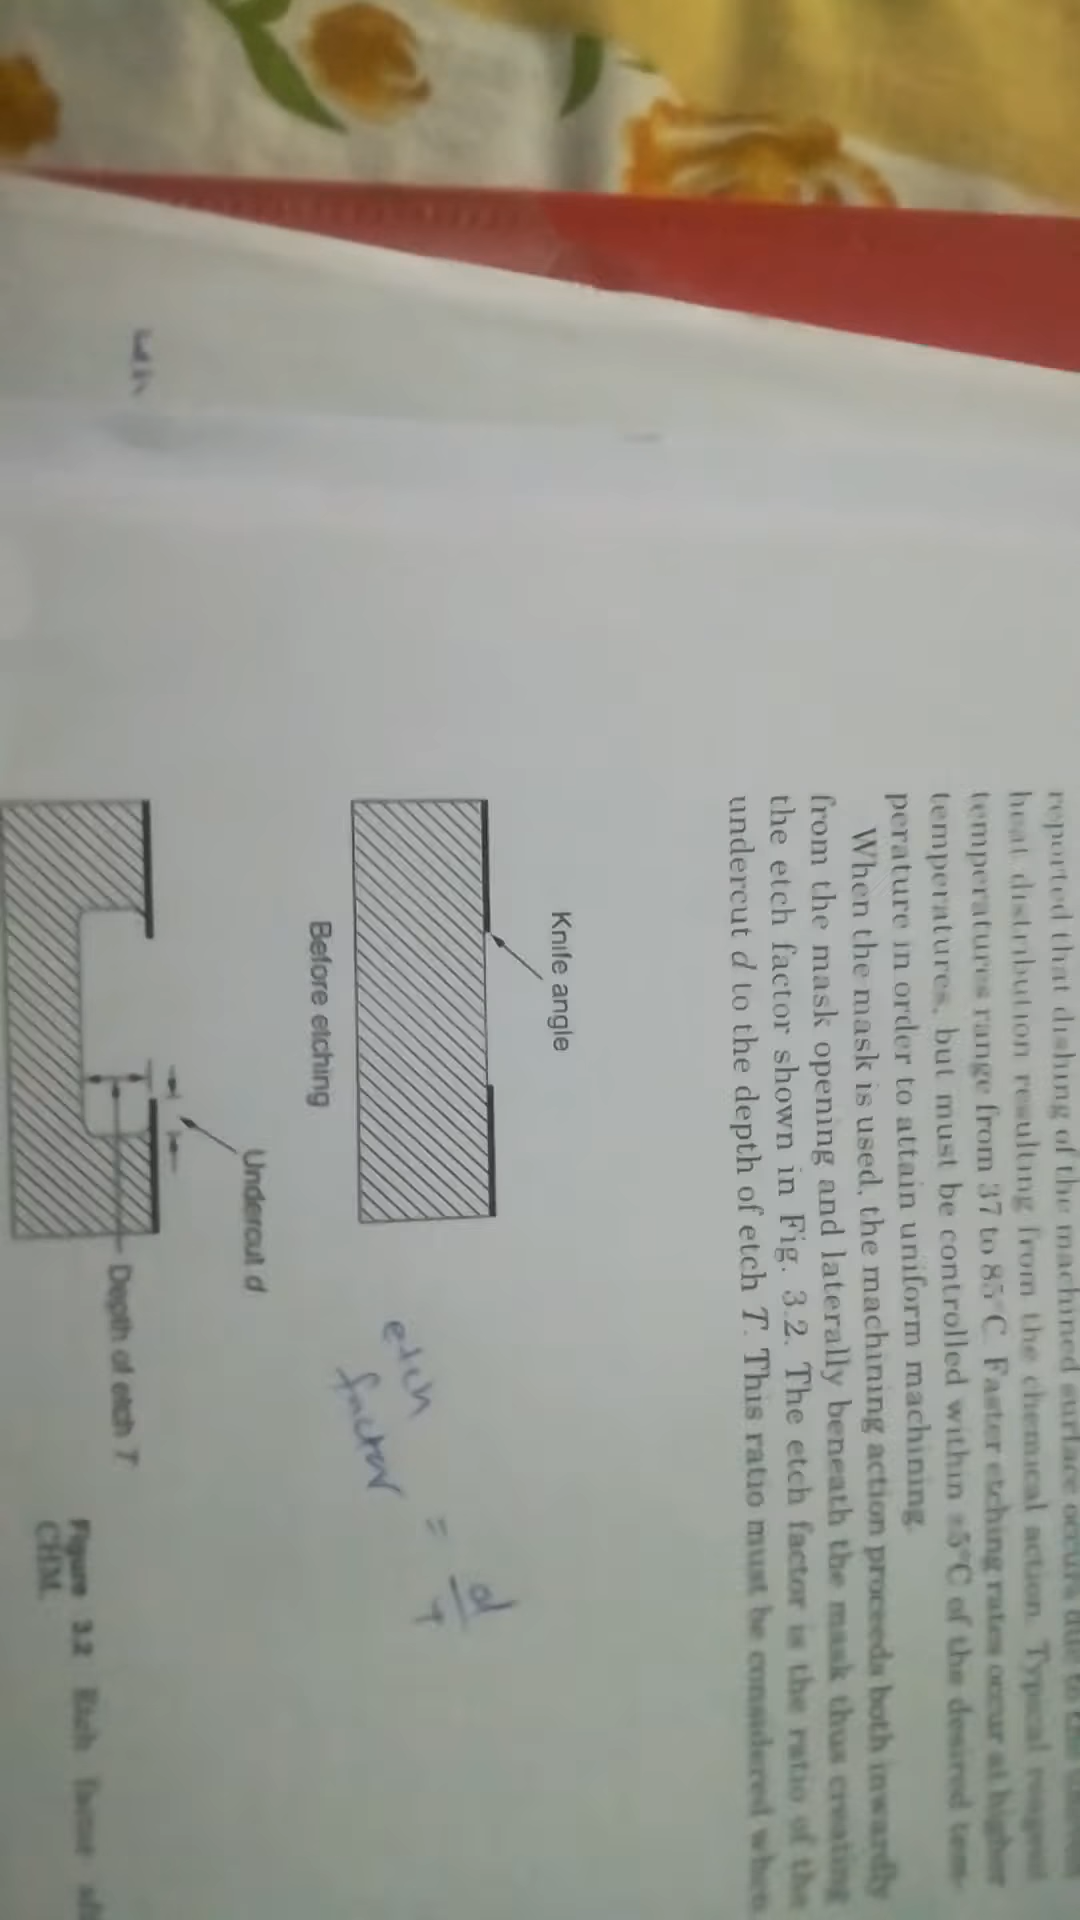 reported that dishing of the machined surface occurs due to
heat distribution resulting from the chemical action. Typical reagent
temperatures range from 37 to 85°C. Faster etching rates occur at higher
temperatures, but must be controlled within ±5°C of the desired tem-
perature in order to attain uniform machining.
When the mask is used, the machining action proceeds both inwardly
from the mask opening and laterally beneath the mask thus creating
the etch factor shown in Fig. 3.2. The etch factor is the ratio of the
undercut d to the depth of etch T. This ratio must be considered when
Knife angle
Before etching
etch
factor = d/T
Undercut d
Depth of etch T
Figure 3.2 Etch factor
CHM.